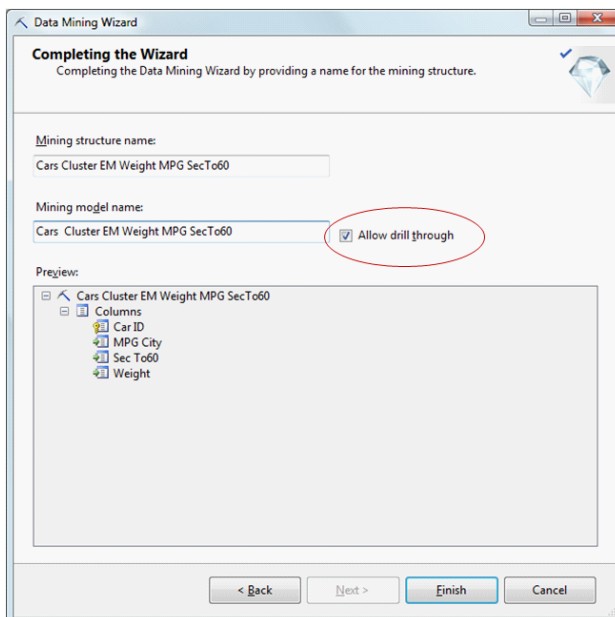 Data Mining Wizard
Completing the Wizard
Completing the Data Mining Wizard by providing a name for the mining structure.
Mining structure name:
Cars Cluster EM Weight MPG SecTo60
Mining model name:
Cars  Cluster EM Weight MPG SecTo60
Allow drill through
Preview:
Cars Cluster EM Weight MPG SecTo60
Columns
Car ID
MPG City
Sec To60
Weight
< Back
Next >
Finish
Cancel